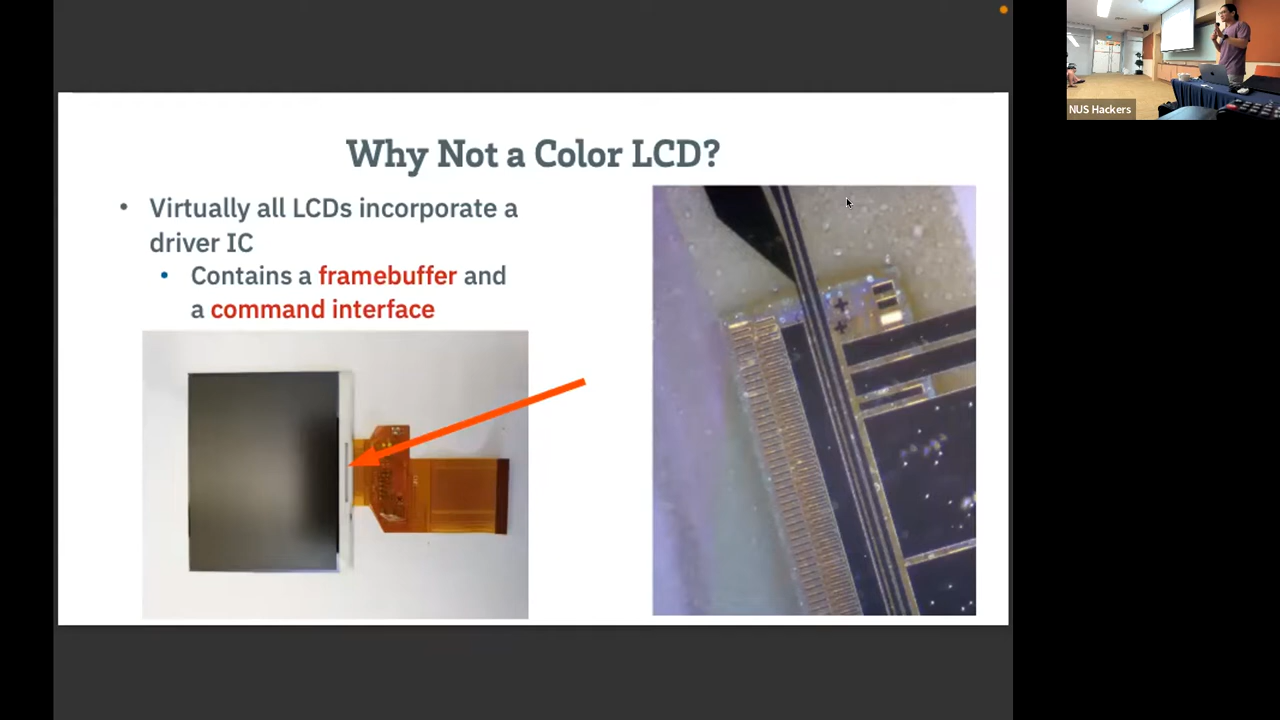 Why Not a Color LCD?
• Virtually all LCDs incorporate a
driver IC
• Contains a framebuffer and
a command interface
NUS Hackers